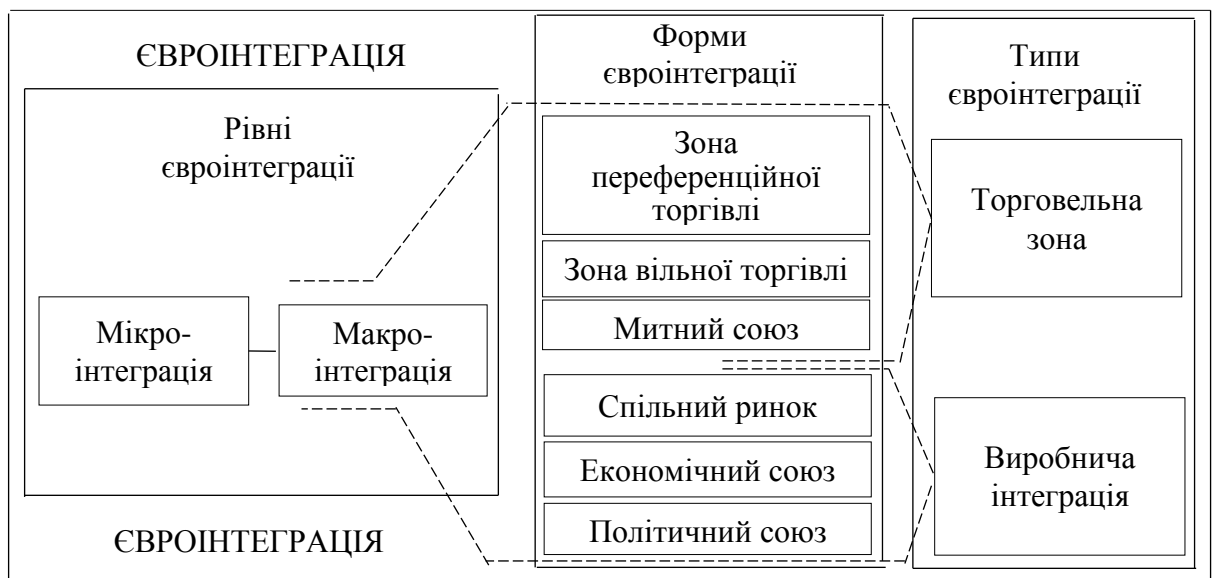 ЄВРОІНТЕГРАЦІЯ
Рівні
євроінтеграції
Мікро-
інтеграція
Макро-
інтеграція
ЄВРОІНТЕГРАЦІЯ
Форми
євроінтеграції
Зона
переференційної
торгівлі
Зона вільної торгівлі
Митний союз
Спільний ринок
Економічний союз
Політичний союз
Типи
євроінтеграції
Торговельна
зона
Виробнича
інтеграція